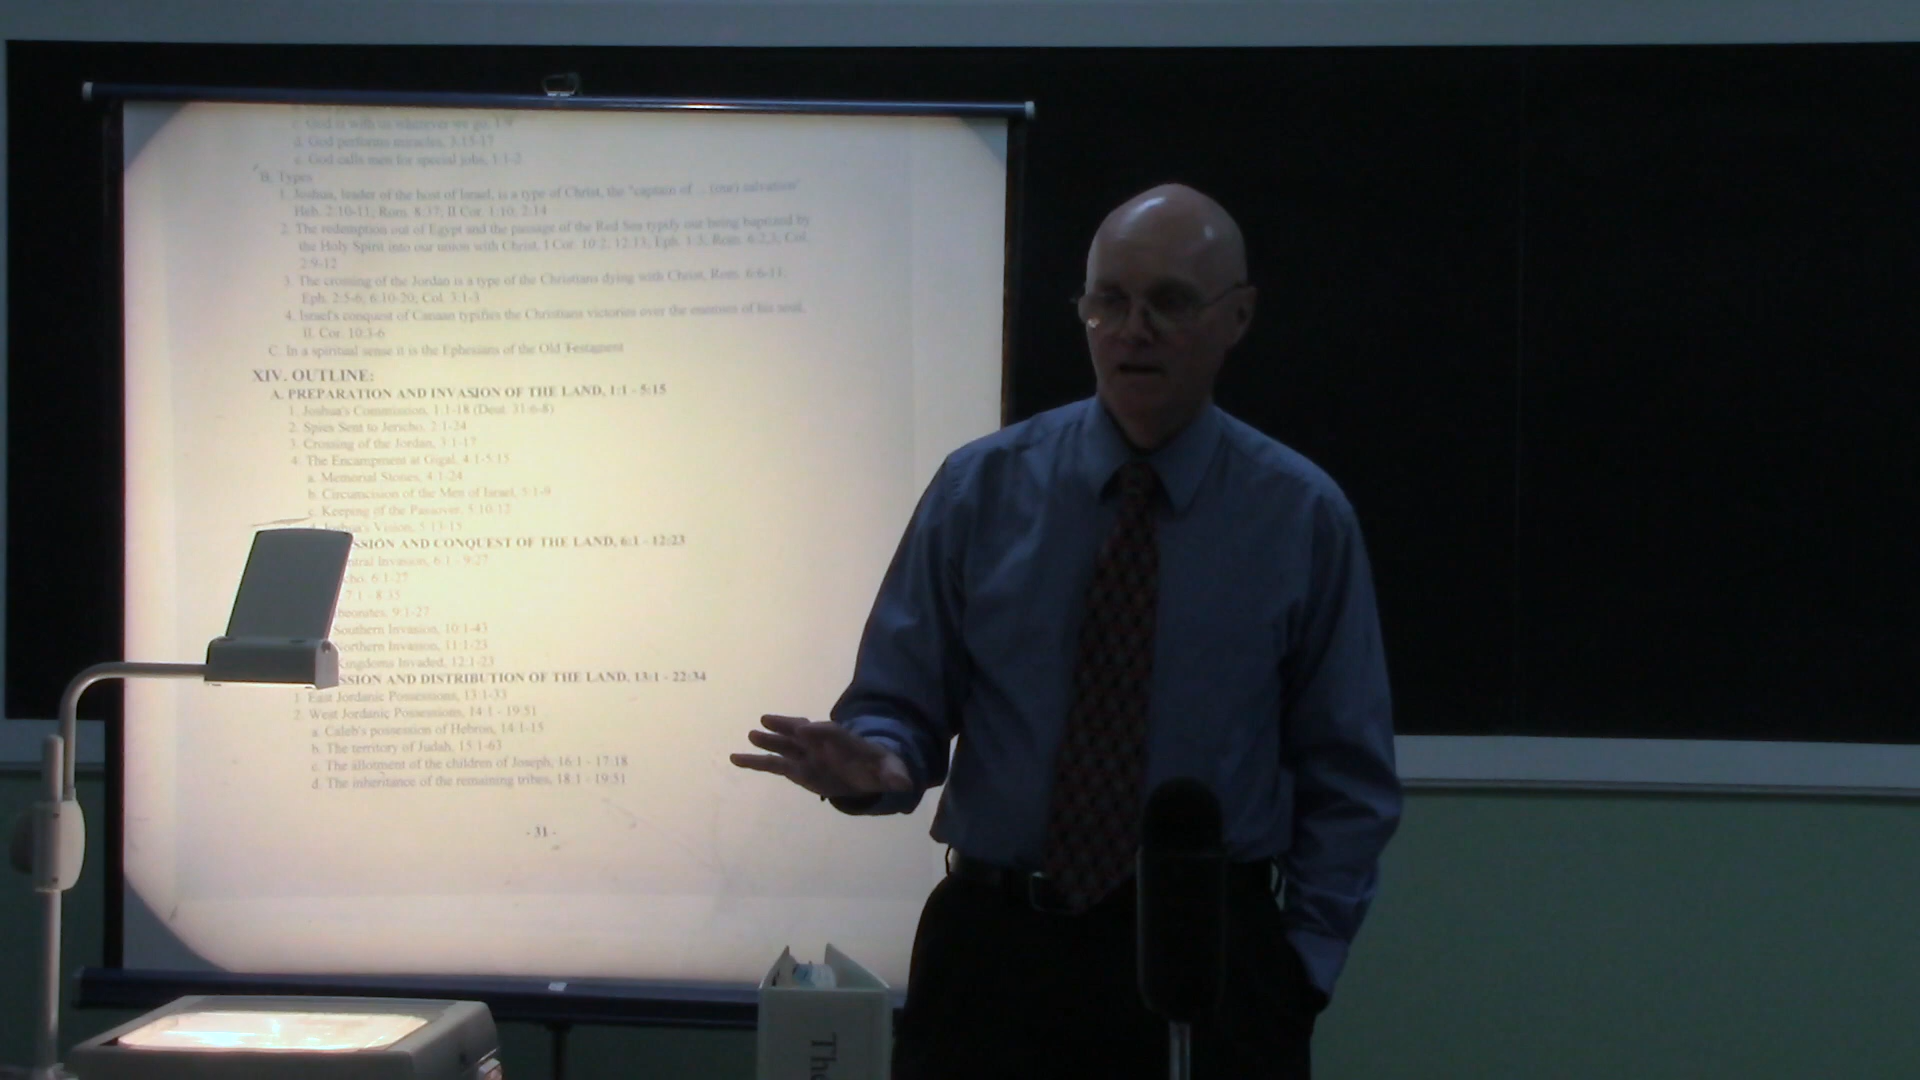 c. God is with us wherever we go, 1:9
d. God performs miracles, 3:15-17
e. God calls men for special jobs, 1:1-2
B. Types
1. Joshua, leader of the host of Israel, is a type of Christ, the "captain of ... (our) salvation"
Heb. 2:10-11; Rom. 8:37; II Cor. 1:10; 2:14
2. The redemption out of Egypt and the passage of the Red Sea typify our being baptized by
the Holy Spirit into our union with Christ, I Cor. 10:2; 12:13; Eph. 1:3; Rom. 6:2,3; Col.
2:9-12
3. The crossing of the Jordan is a type of the Christians dying with Christ, Rom. 6:6-11;
Eph. 2:5-6; 6:10-20; Col. 3:1-3
4. Israel's conquest of Canaan typifies the Christians victories over the enemies of his soul,
II. Cor. 10:3-6
C. In a spiritual sense it is the Ephesians of the Old Testament
XIV. OUTLINE:
A. PREPARATION AND INVASION OF THE LAND, 1:1 - 5:15
1. Joshua's Commission, 1:1-18 (Deut. 31:6-8)
2. Spies Sent to Jericho, 2:1-24
3. Crossing of the Jordan, 3:1-17
4. The Encampment at Gigal, 4:1-5:15
a. Memorial Stones, 4:1-24
b. Circumcision of the Men of Israel, 5:1-9
c. Keeping of the Passover, 5:10-12
d. Joshua's Vision, 5:13-15
SSION AND CONQUEST OF THE LAND, 6:1 - 12:23
ntral Invasion, 6:1 - 9:27
cho, 6:1-27
7:1 - 8:35
beonites, 9:1-27
Southern Invasion, 10:1-43
Northern Invasion, 11:1-23
Kingdoms Invaded, 12:1-23
SSION AND DISTRIBUTION OF THE LAND, 13:1 - 22:34
1. East Jordanic Possessions, 13:1-33
2. West Jordanic Possessions, 14:1 - 19:51
a. Caleb's possession of Hebron, 14:1-15
b. The territory of Judah, 15:1-63
c. The allotment of the children of Joseph, 16:1 - 17:18
d. The inheritance of the remaining tribes, 18:1 - 19:51
- 31 -
The